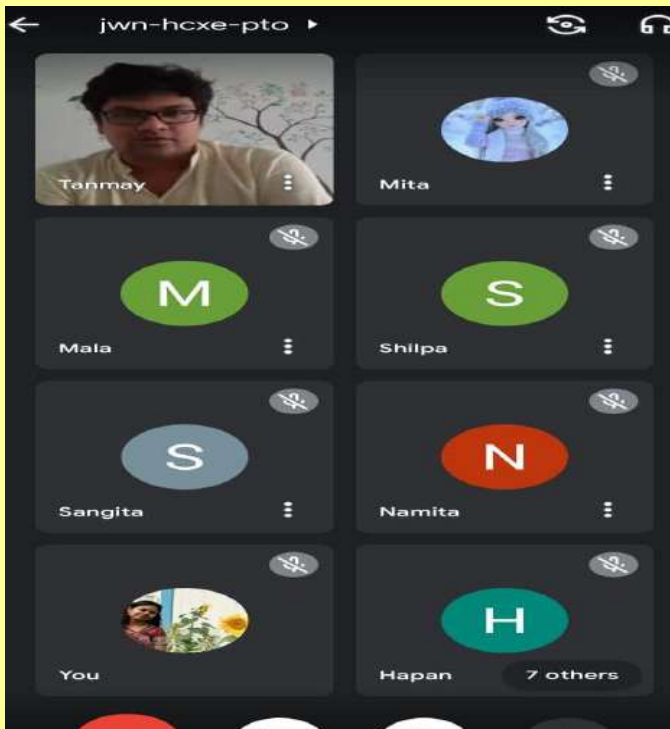 jwn-hcxe-pto
Tanmay
Mita
M
Mala
S
Shilpa
S
Sangita
N
Namita
You
H
Hapan
7 others